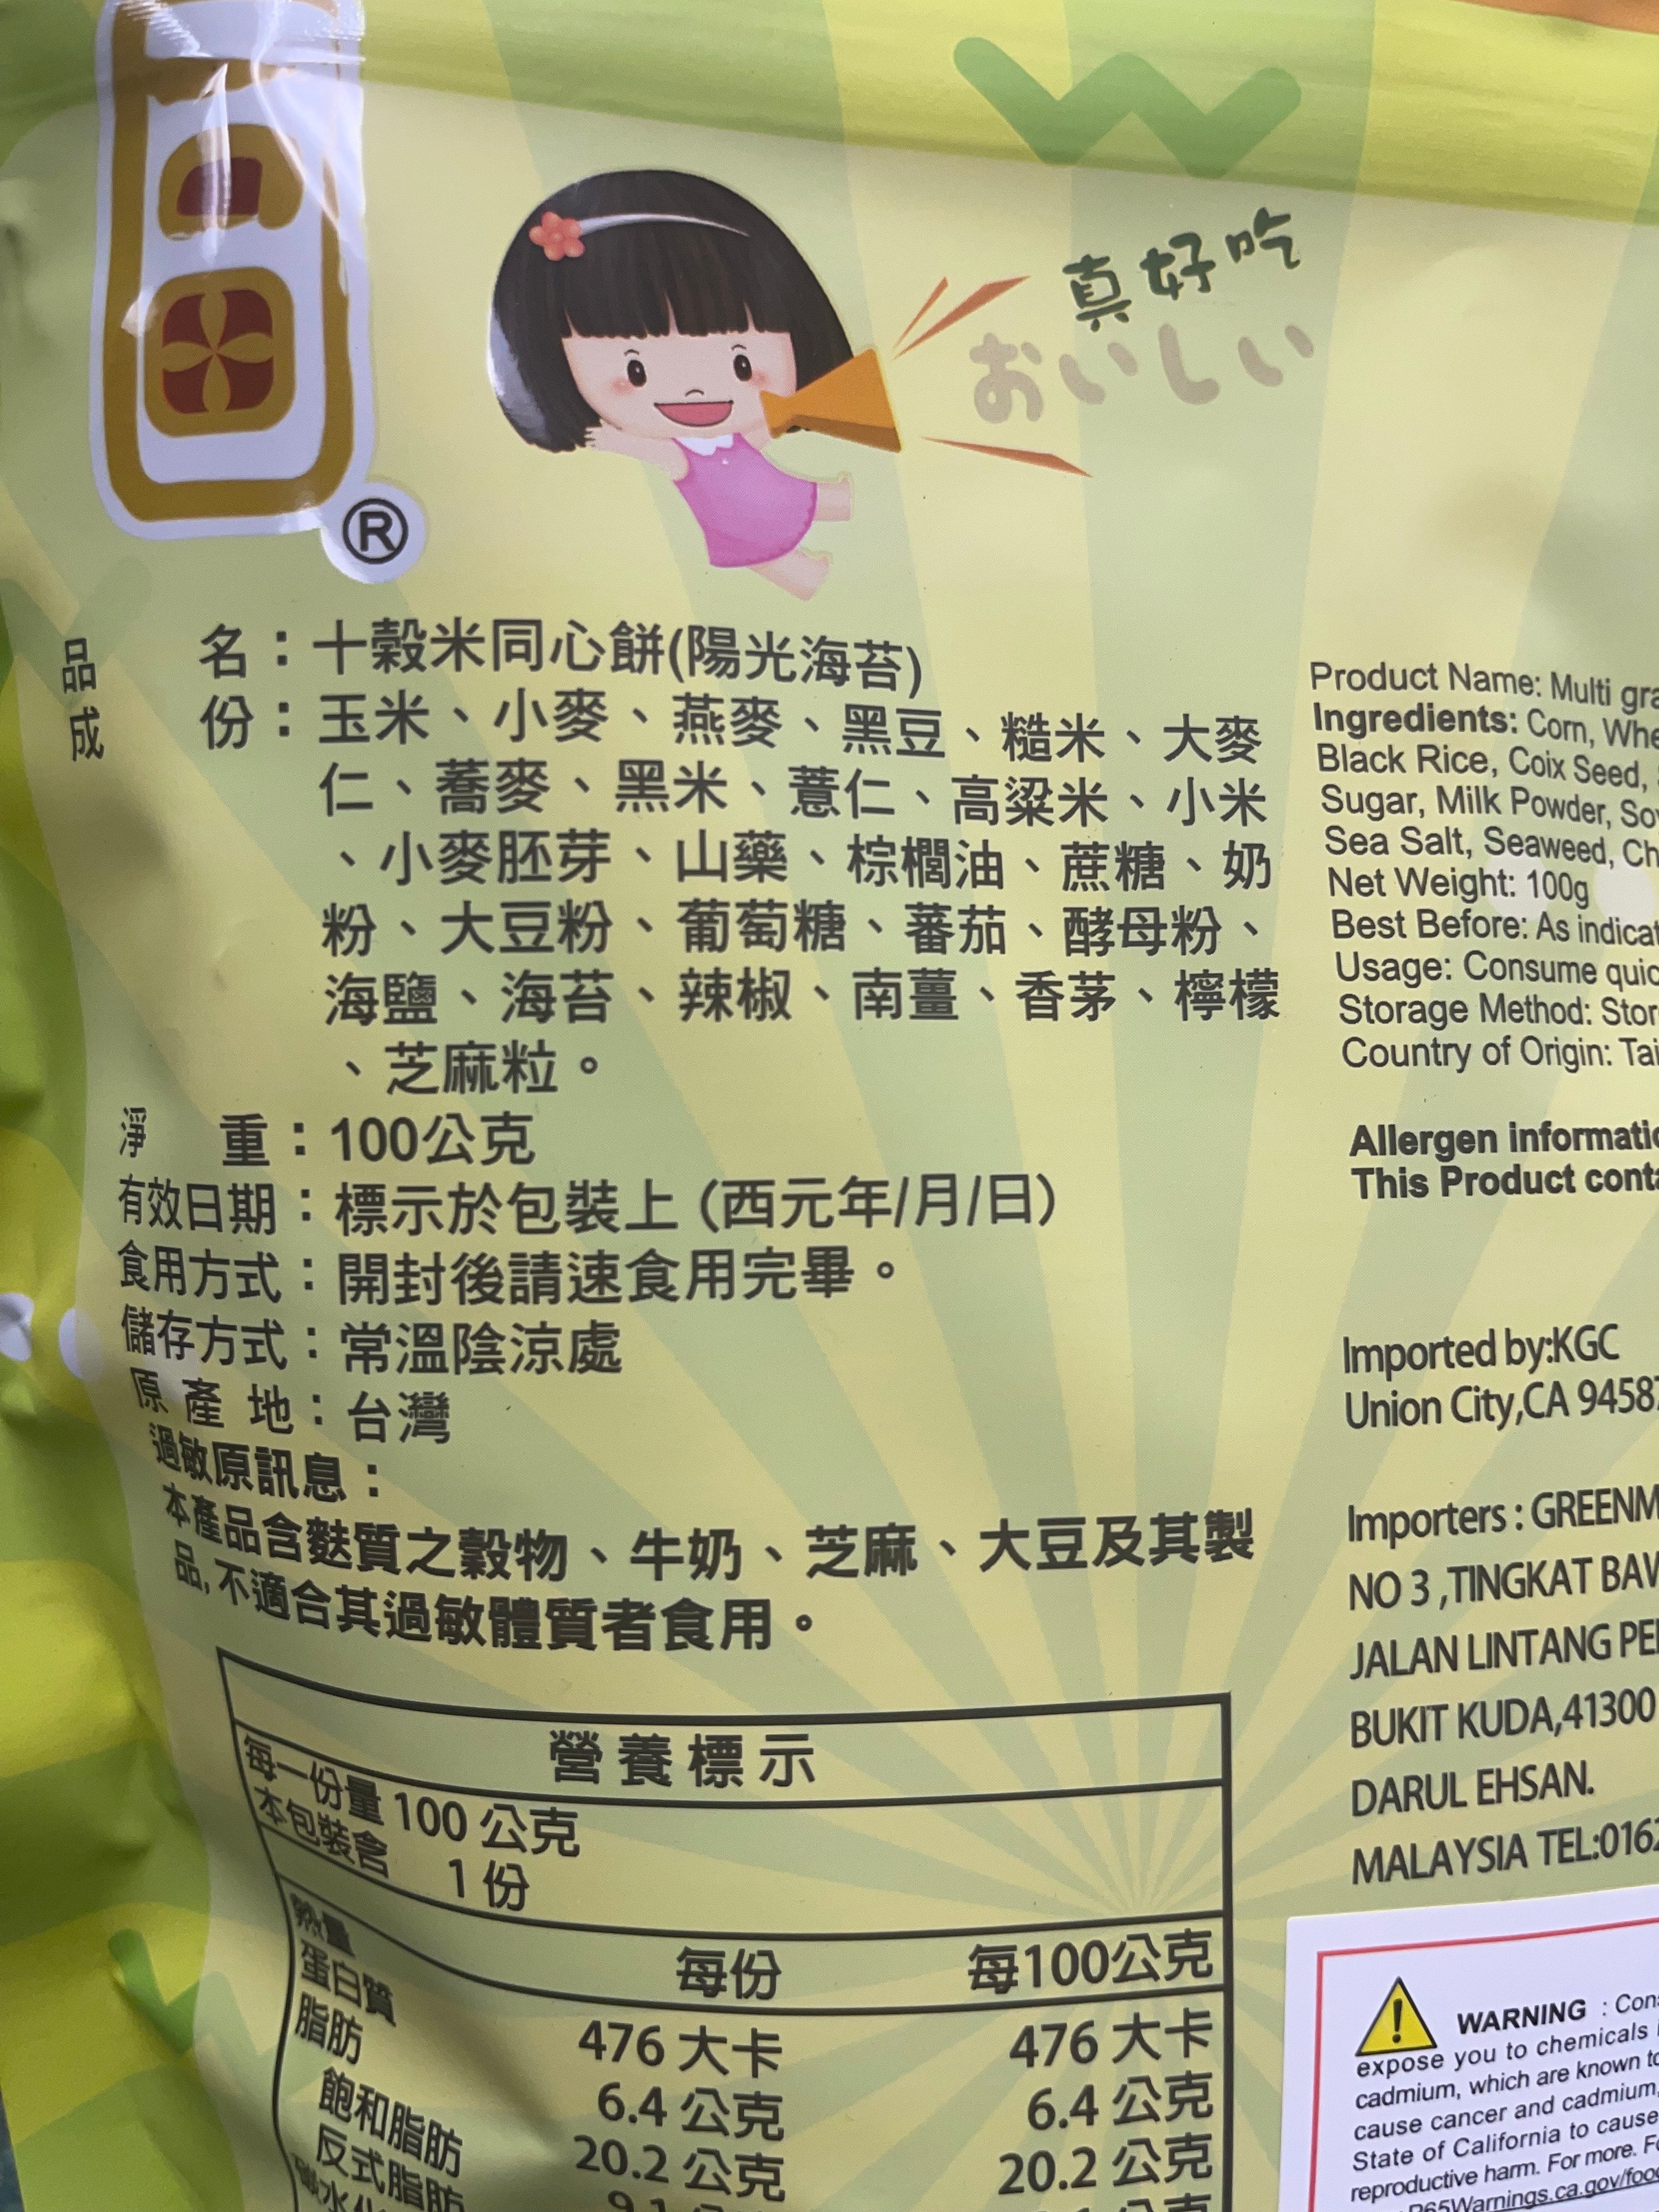 ®
真好吃
おいしい
品 名：十穀米同心餅(陽光海苔)
成 份：玉米、小麥、燕麥、黑豆、糙米、大麥
仁、蕎麥、黑米、薏仁、高粱米、小米
、小麥胚芽、山藥、棕櫚油、蔗糖、奶
粉、大豆粉、葡萄糖、蕃茄、酵母粉、
海鹽、海苔、辣椒、南薑、香茅、檸檬
、芝麻粒。
淨 重：100公克
有效日期：標示於包裝上 (西元年/月/日)
食用方式：開封後請速食用完畢。
儲存方式：常溫陰涼處
原產地：台灣
過敏原訊息：
本產品含麩質之穀物、牛奶、芝麻、大豆及其製
品,不適合其過敏體質者食用。
營養標示
每一份量 100 公克
本包裝含 1 份
每份 每100公克
熱量 476 大卡 476 大卡
蛋白質 6.4 公克 6.4 公克
脂肪 20.2 公克 20.2 公克
飽和脂肪
反式脂肪
Product Name: Multi
Ingredients: Corn,
Black Rice, Coix Seed,
Sugar, Milk Powder,
Sea Salt, Seaweed,
Net Weight: 100g
Best Before: As
Usage: Consume
Storage Method:
Country of Origin:
Allergen
This Product
Imported by:KGC
Union City,CA 94587
Importers : GREENM
NO 3 ,TINGKAT
JALAN LINTANG
BUKIT KUDA,41300
DARUL EHSAN.
MALAYSIA TEL:0162
WARNING :
expose you to chemicals
cadmium, which are known to
cause cancer and cadmium,
State of California to cause
reproductive harm. For more.
P65Warnings.ca.gov/food